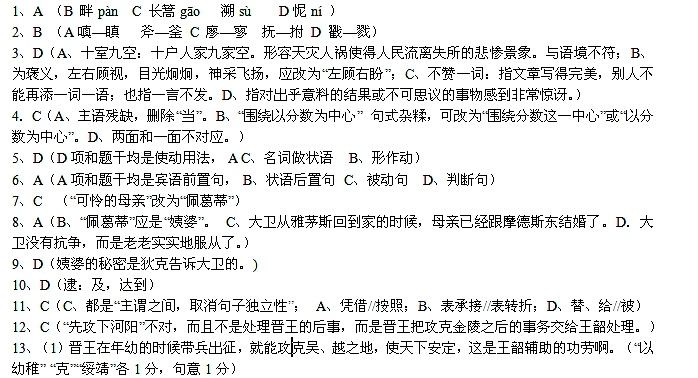 1、A（B 畔 pàn   C 长篙 gāo    溯 sù     D怩 ní ）
2、B （A 嗔—瞋    斧—釜  C 廖—寥   抚—拊  D 戳—戮）
3、D（A、十室九空：十户人家九家空。形容天灾人祸使得人民流离失所的悲惨景象。与语境不符；B、
为褒义，左右顾视，目光炯炯，神采飞扬，应改为“左顾右盼”；C、不赞一词：指文章写得完美，别人不
能再添一词一语；也指一言不发。D、指对出乎意料的结果或不可思议的事物感到非常惊讶。）
4．C（A、主语残缺，删除“当”。B、“围绕以分数为中心” 句式杂糅，可改为“围绕分数这一中心”或“以分
数为中心”。D、两面和一面不对应。）
5、D（D 项和题干均是使动用法， A C、名词做状语   B、形作动）
6、A（A 项和题干均是宾语前置句， B、状语后置句  C、被动句   D、判断句）
7、C   （“可怜的母亲”改为“佩葛蒂”）
8、A（B、“佩葛蒂”应是“姨婆”。  C、大卫从雅茅斯回到家的时候，母亲已经跟摩德斯东结婚了。D．大
卫没有抗争，而是老老实实地服从了。）
9、D（姨婆的秘密是狄克告诉大卫的。)
10、D（逮：及，达到）
11、C（C、都是“主谓之间，取消句子独立性”；  A、凭借//按照；B、表承接//表转折；D、替、给//被）
12、C（“先攻下河阳”不对，而且不是处理晋王的后事，而是晋王把攻克金陵之后的事务交给王韶处理。）
13、（1）晋王在年幼的时候带兵出征，就能攻克吴、越之地，使天下安定，这是王韶辅助的功劳啊。（“以
幼稚” “克”“绥靖”各 1 分，句意 1 分）